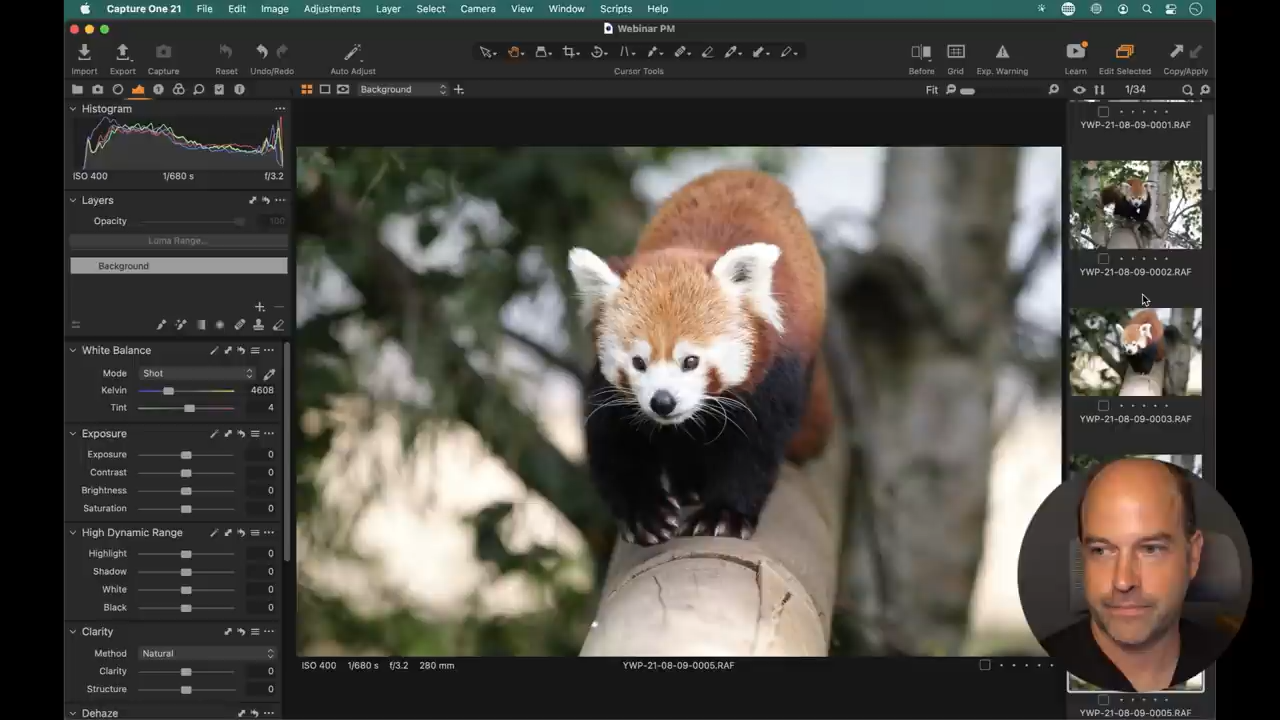 Capture One 21 File Edit Image Adjustments Layer Select Camera View Window Scripts Help
Webinar PM
Import Export Capture Reset Undo/Redo Auto Adjust Cursor Tools Before Grid Exp. Warning Learn Edit Selected Copy/Apply
Background Fit 1/34
Histogram
ISO 400 1/680 s f/3.2
Layers
Opacity 100
Luma Range...
Background
White Balance
Mode Shot
Kelvin 4608
Tint 4
Exposure
Exposure 0
Contrast 0
Brightness 0
Saturation 0
High Dynamic Range
Highlight 0
Shadow 0
White 0
Black 0
Clarity
Method Natural
Clarity 0
Structure 0
Dehaze
ISO 400 1/680 s f/3.2 280 mm YWP-21-08-09-0005.RAF
YWP-21-08-09-0001.RAF
YWP-21-08-09-0002.RAF
YWP-21-08-09-0003.RAF
YWP-21-08-09-0005.RAF